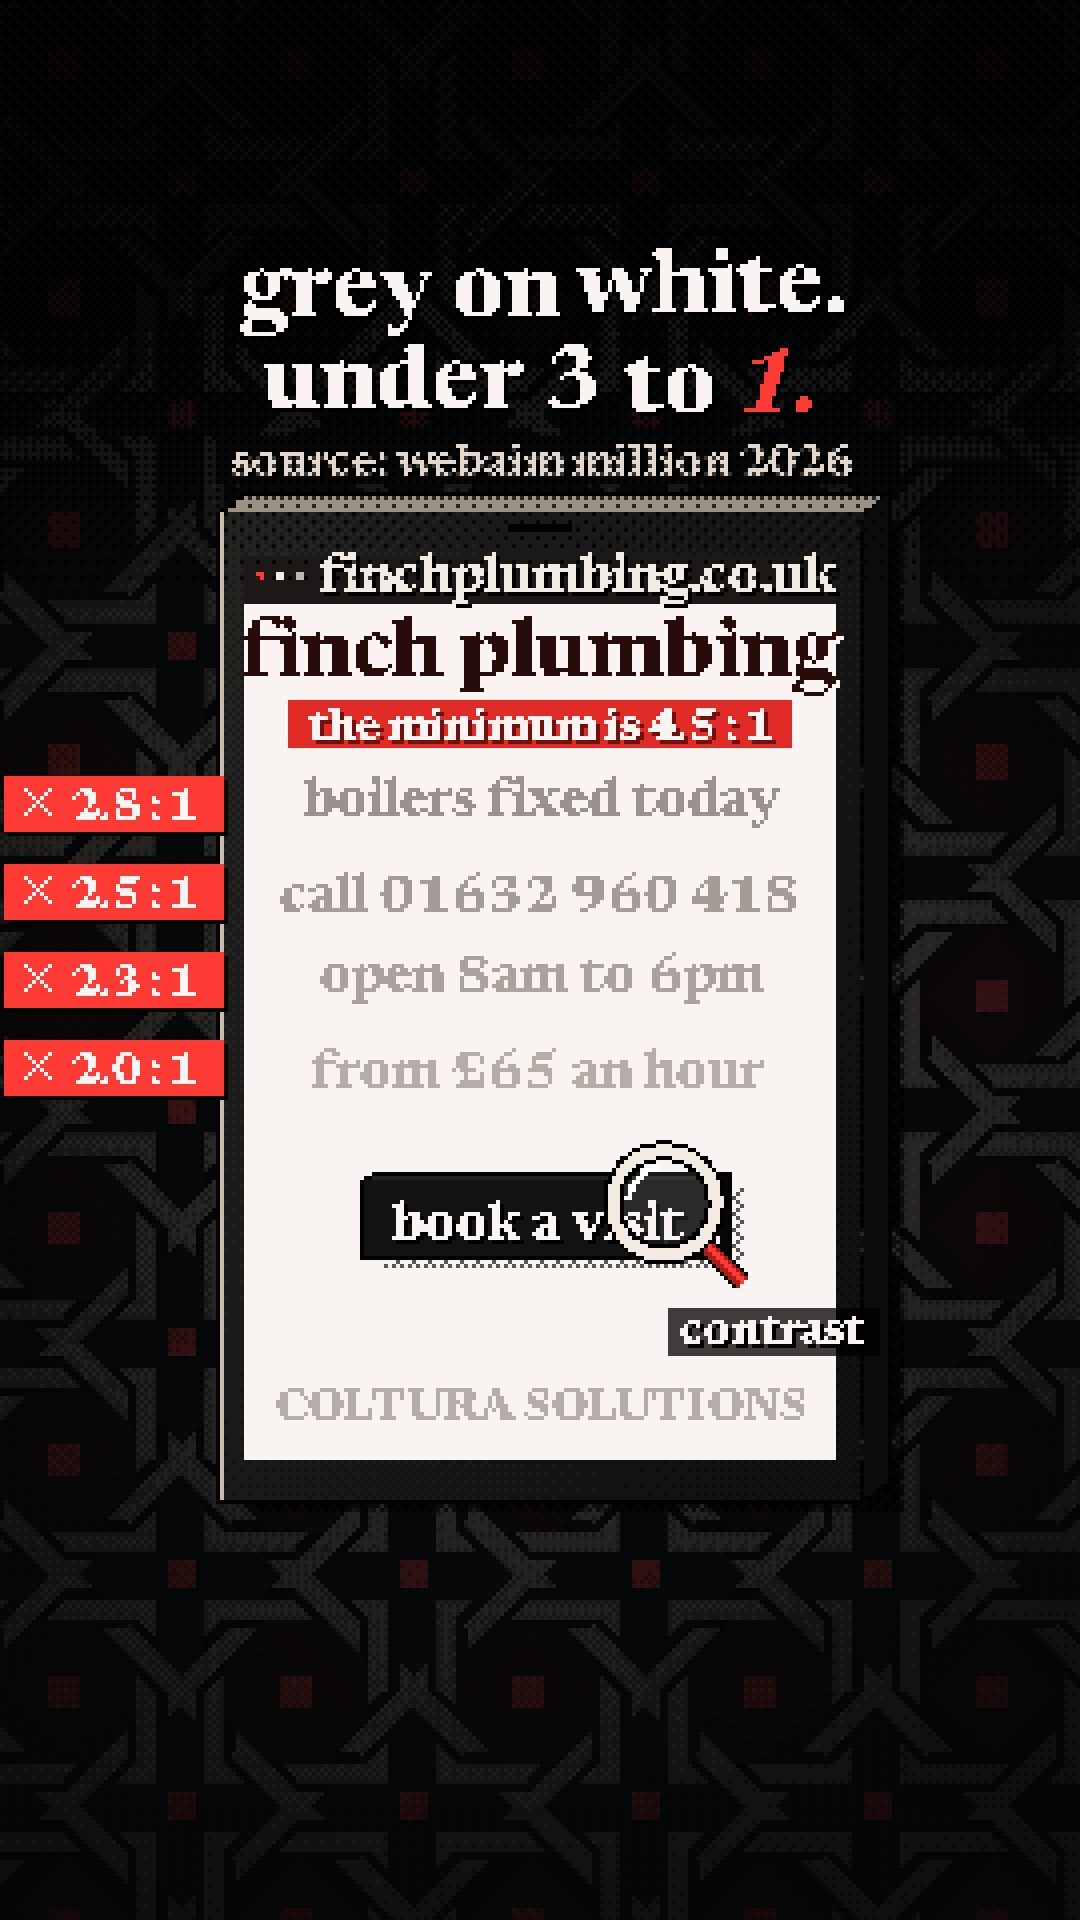 grey on white.
under 3 to 1.
source: webaim million 2026
finchplumbing.co.uk
finch plumbing
the minimum is 4.5:1
× 2.8:1
boilers fixed today
× 2.5:1
call 01632 960 418
× 2.3:1
open 8am to 6pm
× 2.0:1
from £65 an hour
book a visit
contrast
COLTURA SOLUTIONS